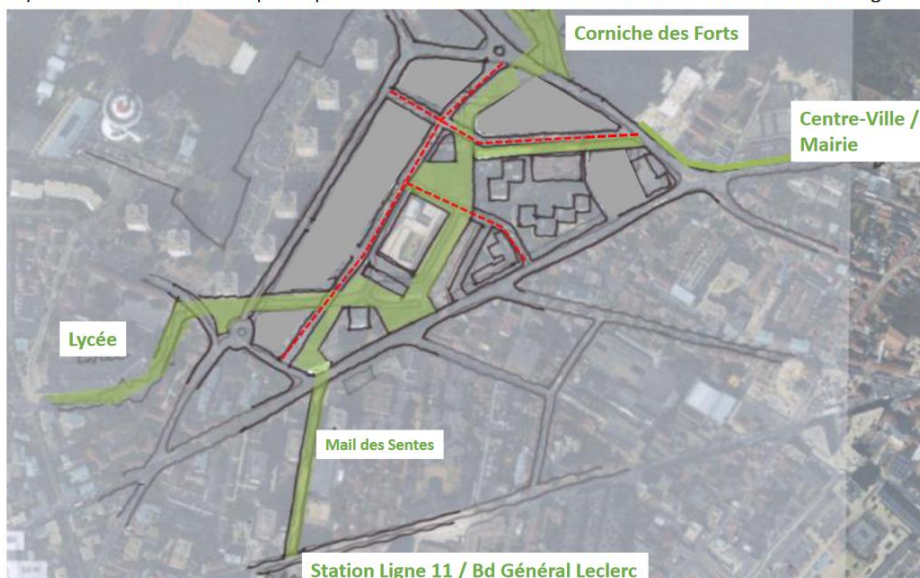 Corniche des Forts
Centre-Ville /
Mairie
Lycée
Mail des Sentes
Station Ligne 11 / Bd Général Leclerc